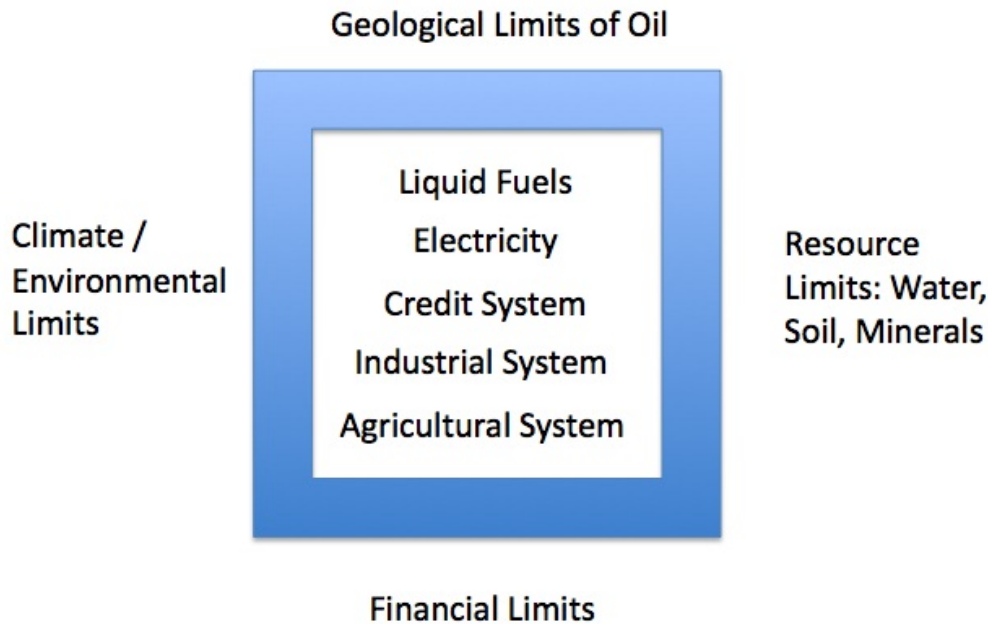 Geological Limits of Oil
Climate /
Environmental
Limits
Liquid Fuels
Electricity
Credit System
Industrial System
Agricultural System
Resource
Limits: Water,
Soil, Minerals
Financial Limits